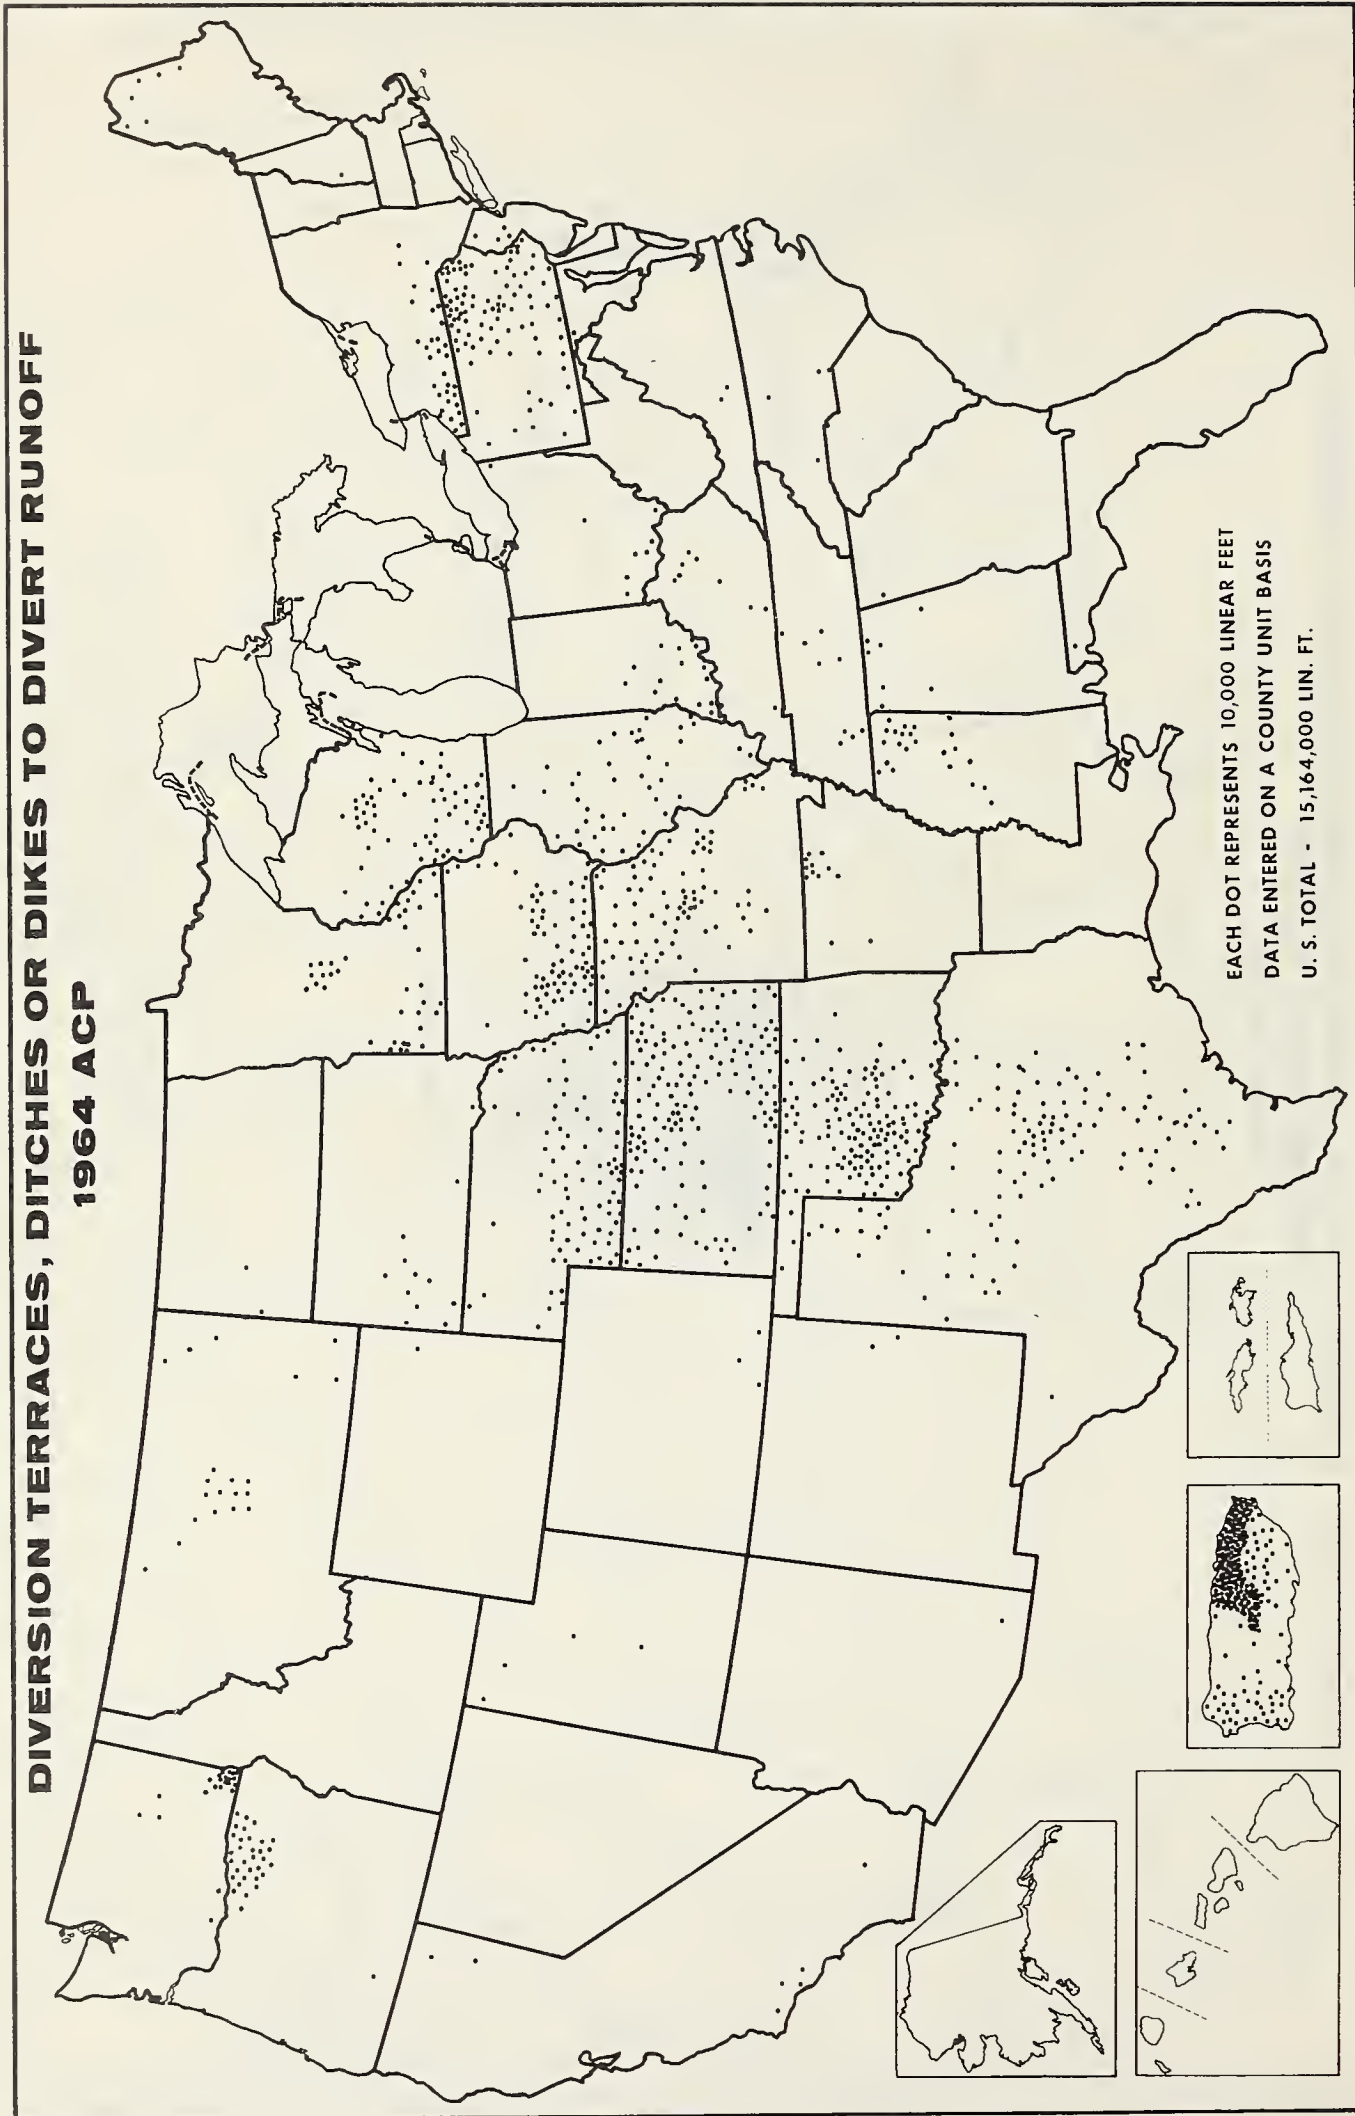 DIVERSION TERRACES, DITCHES OR DIKES TO DIVERT RUNOFF
1964 ACP
EACH DOT REPRESENTS 10,000 LINEAR FEET
DATA ENTERED ON A COUNTY UNIT BASIS
U. S. TOTAL - 15,164,000 LIN. FT.